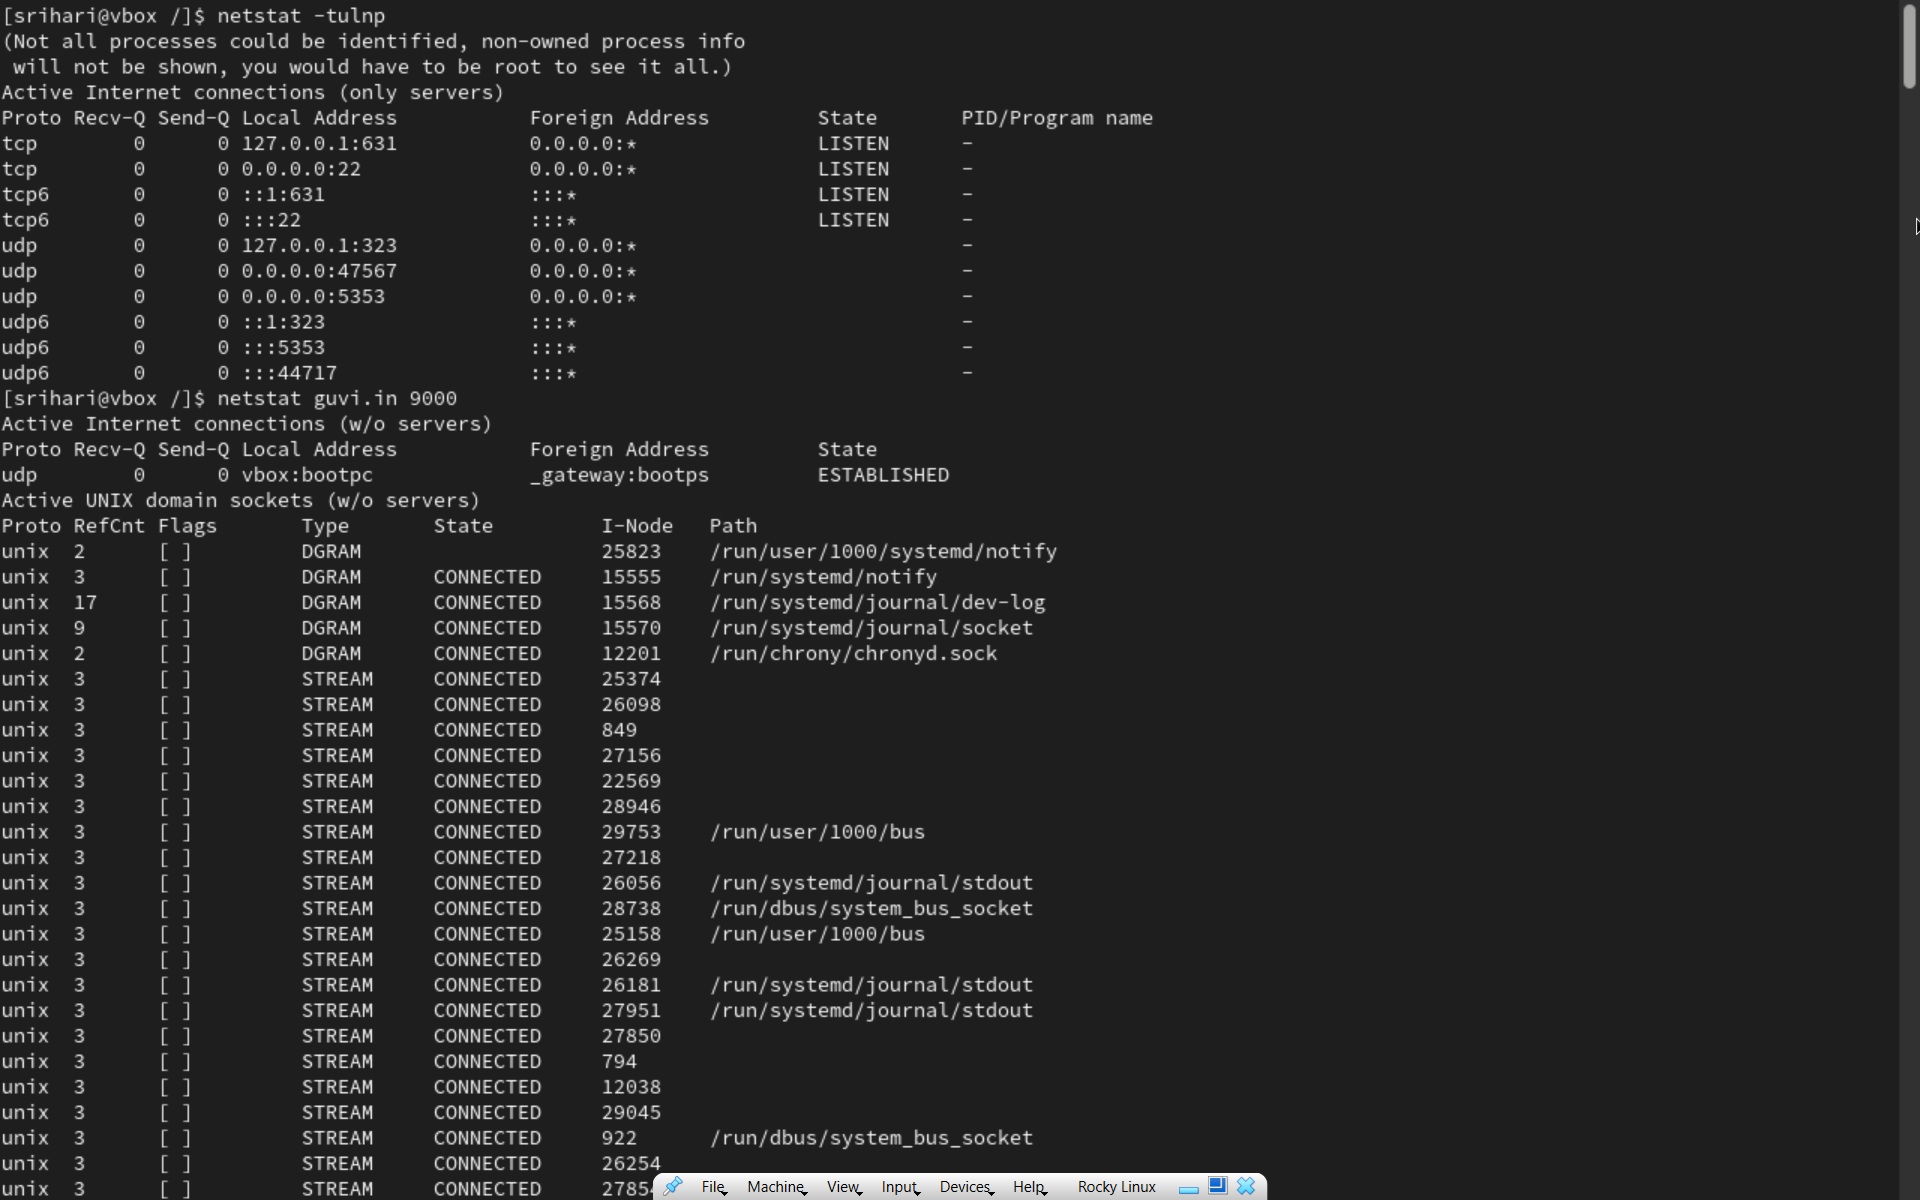 [srihari@vbox /]$ netstat -tulnp
(Not all processes could be identified, non-owned process info
 will not be shown, you would have to be root to see it all.)
Active Internet connections (only servers)
Proto Recv-Q Send-Q Local Address           Foreign Address         State       PID/Program name
tcp        0      0 127.0.0.1:631           0.0.0.0:*               LISTEN      -
tcp        0      0 0.0.0.0:22              0.0.0.0:*               LISTEN      -
tcp6       0      0 ::1:631                 :::*                    LISTEN      -
tcp6       0      0 :::22                   :::*                    LISTEN      -
udp        0      0 127.0.0.1:323           0.0.0.0:*                           -
udp        0      0 0.0.0.0:47567           0.0.0.0:*                           -
udp        0      0 0.0.0.0:5353            0.0.0.0:*                           -
udp6       0      0 ::1:323                 :::*                                -
udp6       0      0 :::5353                 :::*                                -
udp6       0      0 :::44717                :::*                                -
[srihari@vbox /]$ netstat guvi.in 9000
Active Internet connections (w/o servers)
Proto Recv-Q Send-Q Local Address           Foreign Address         State
udp        0      0 vbox:bootpc             _gateway:bootps         ESTABLISHED
Active UNIX domain sockets (w/o servers)
Proto RefCnt Flags       Type       State         I-Node   Path
unix  2      [ ]         DGRAM                    25823    /run/user/1000/systemd/notify
unix  3      [ ]         DGRAM      CONNECTED     15555    /run/systemd/notify
unix  17     [ ]         DGRAM      CONNECTED     15568    /run/systemd/journal/dev-log
unix  9      [ ]         DGRAM      CONNECTED     15570    /run/systemd/journal/socket
unix  2      [ ]         DGRAM      CONNECTED     12201    /run/chrony/chronyd.sock
unix  3      [ ]         STREAM     CONNECTED     25374
unix  3      [ ]         STREAM     CONNECTED     26098
unix  3      [ ]         STREAM     CONNECTED     849
unix  3      [ ]         STREAM     CONNECTED     27156
unix  3      [ ]         STREAM     CONNECTED     22569
unix  3      [ ]         STREAM     CONNECTED     28946
unix  3      [ ]         STREAM     CONNECTED     29753    /run/user/1000/bus
unix  3      [ ]         STREAM     CONNECTED     27218
unix  3      [ ]         STREAM     CONNECTED     26056    /run/systemd/journal/stdout
unix  3      [ ]         STREAM     CONNECTED     28738    /run/dbus/system_bus_socket
unix  3      [ ]         STREAM     CONNECTED     25158    /run/user/1000/bus
unix  3      [ ]         STREAM     CONNECTED     26269
unix  3      [ ]         STREAM     CONNECTED     26181    /run/systemd/journal/stdout
unix  3      [ ]         STREAM     CONNECTED     27951    /run/systemd/journal/stdout
unix  3      [ ]         STREAM     CONNECTED     27850
unix  3      [ ]         STREAM     CONNECTED     794
unix  3      [ ]         STREAM     CONNECTED     12038
unix  3      [ ]         STREAM     CONNECTED     29045
unix  3      [ ]         STREAM     CONNECTED     922      /run/dbus/system_bus_socket
unix  3      [ ]         STREAM     CONNECTED     26254
unix  3      [ ]         STREAM     CONNECTED
File Machine View Input Devices Help Rocky Linux